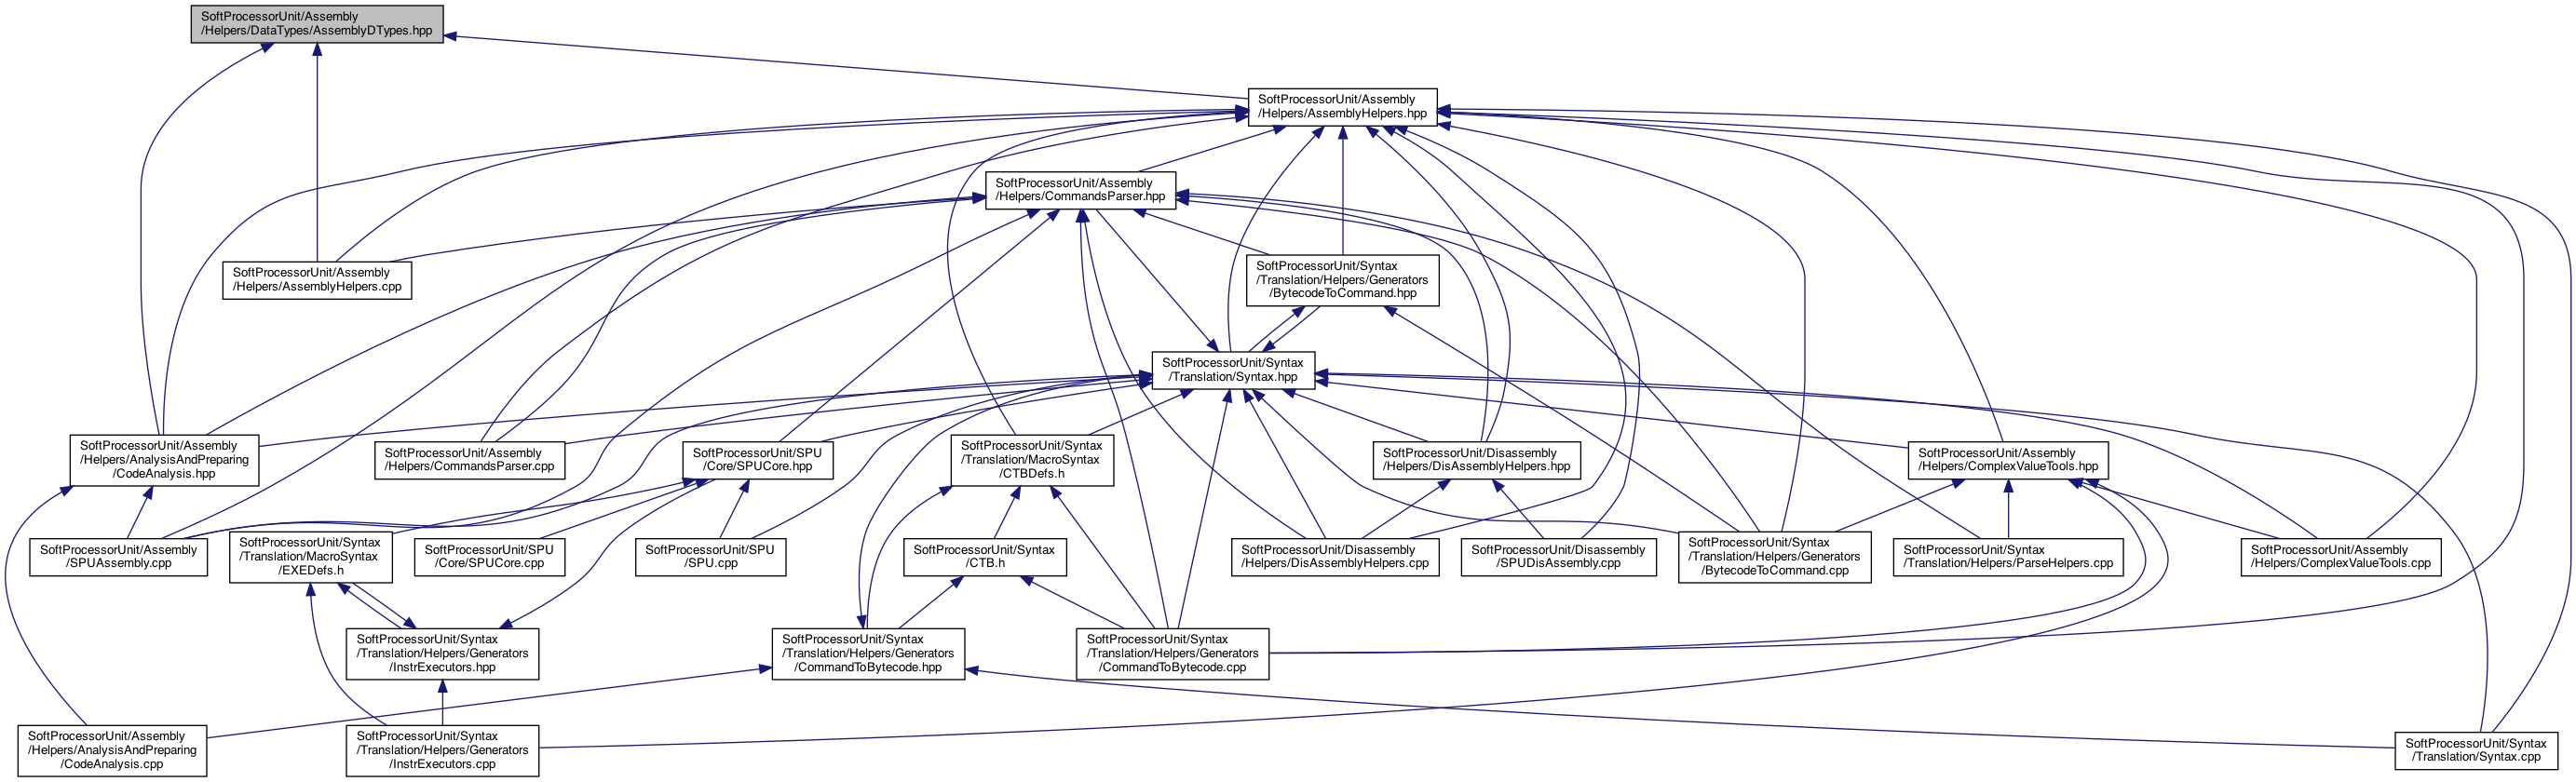 SoftProcessorUnit/Assembly
/Helpers/DataTypes/AssemblyDTypes.hpp
SoftProcessorUnit/Assembly
/Helpers/AssemblyHelpers.hpp
SoftProcessorUnit/Assembly
/Helpers/CommandsParser.hpp
SoftProcessorUnit/Assembly
/Helpers/AssemblyHelpers.cpp
SoftProcessorUnit/Syntax
/Translation/Helpers/Generators
/BytecodeToCommand.hpp
SoftProcessorUnit/Syntax
/Translation/Syntax.hpp
SoftProcessorUnit/Assembly
/Helpers/AnalysisAndPreparing
/CodeAnalysis.hpp
SoftProcessorUnit/Assembly
/Helpers/CommandsParser.cpp
SoftProcessorUnit/SPU
/Core/SPUCore.hpp
SoftProcessorUnit/Syntax
/Translation/MacroSyntax
/CTBDefs.h
SoftProcessorUnit/Disassembly
/Helpers/DisAssemblyHelpers.hpp
SoftProcessorUnit/Assembly
/Helpers/ComplexValueTools.hpp
SoftProcessorUnit/Assembly
/SPUAssembly.cpp
SoftProcessorUnit/Syntax
/Translation/MacroSyntax
/EXEDefs.h
SoftProcessorUnit/SPU
/Core/SPUCore.cpp
SoftProcessorUnit/SPU
/SPU.cpp
SoftProcessorUnit/Syntax
/CTB.h
SoftProcessorUnit/Disassembly
/Helpers/DisAssemblyHelpers.cpp
SoftProcessorUnit/Disassembly
/SPUDisAssembly.cpp
SoftProcessorUnit/Syntax
/Translation/Helpers/Generators
/BytecodeToCommand.cpp
SoftProcessorUnit/Syntax
/Translation/Helpers/ParseHelpers.cpp
SoftProcessorUnit/Assembly
/Helpers/ComplexValueTools.cpp
SoftProcessorUnit/Syntax
/Translation/Helpers/Generators
/InstrExecutors.hpp
SoftProcessorUnit/Syntax
/Translation/Helpers/Generators
/CommandToBytecode.hpp
SoftProcessorUnit/Syntax
/Translation/Helpers/Generators
/CommandToBytecode.cpp
SoftProcessorUnit/Assembly
/Helpers/AnalysisAndPreparing
/CodeAnalysis.cpp
SoftProcessorUnit/Syntax
/Translation/Helpers/Generators
/InstrExecutors.cpp
SoftProcessorUnit/Syntax
/Translation/Syntax.cpp